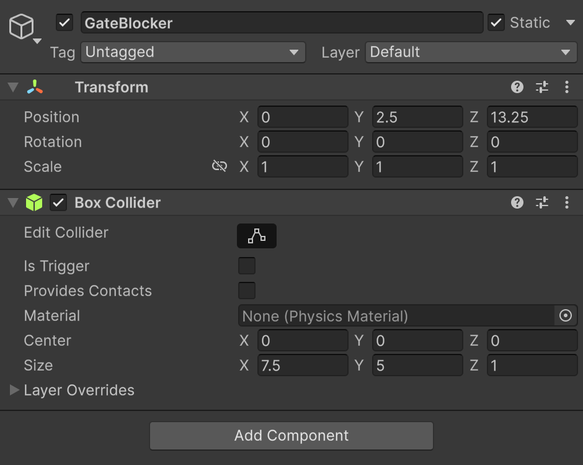 GateBlocker Static
Tag Untagged Layer Default
Transform
Position X 0 Y 2.5 Z 13.25
Rotation X 0 Y 0 Z 0
Scale X 1 Y 1 Z 1
Box Collider
Edit Collider
Is Trigger
Provides Contacts
Material None (Physics Material)
Center X 0 Y 0 Z 0
Size X 7.5 Y 5 Z 1
Layer Overrides
Add Component